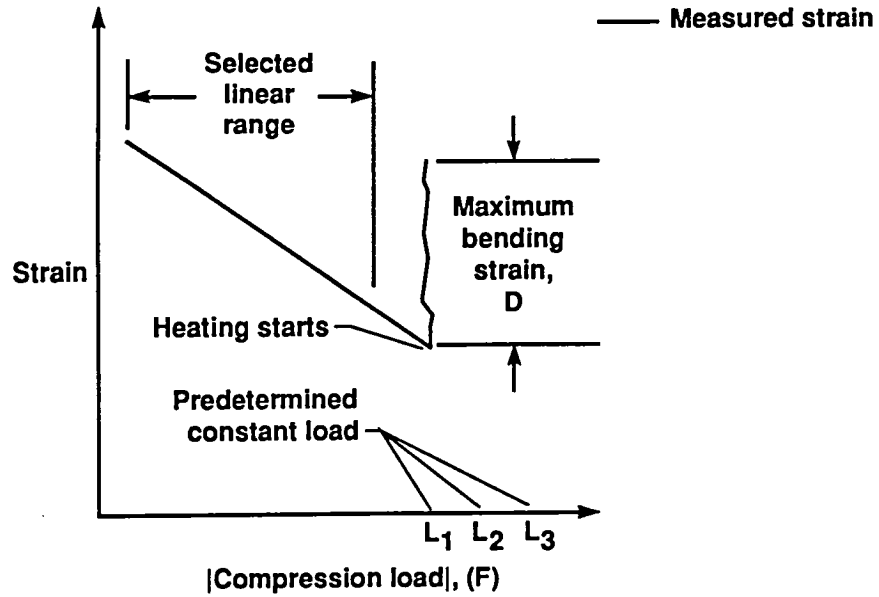 Measured strain
Selected
linear
range
Maximum
bending
strain,
D
Strain
Heating starts
Predetermined
constant load
L1 L2 L3
|Compression load|, (F)